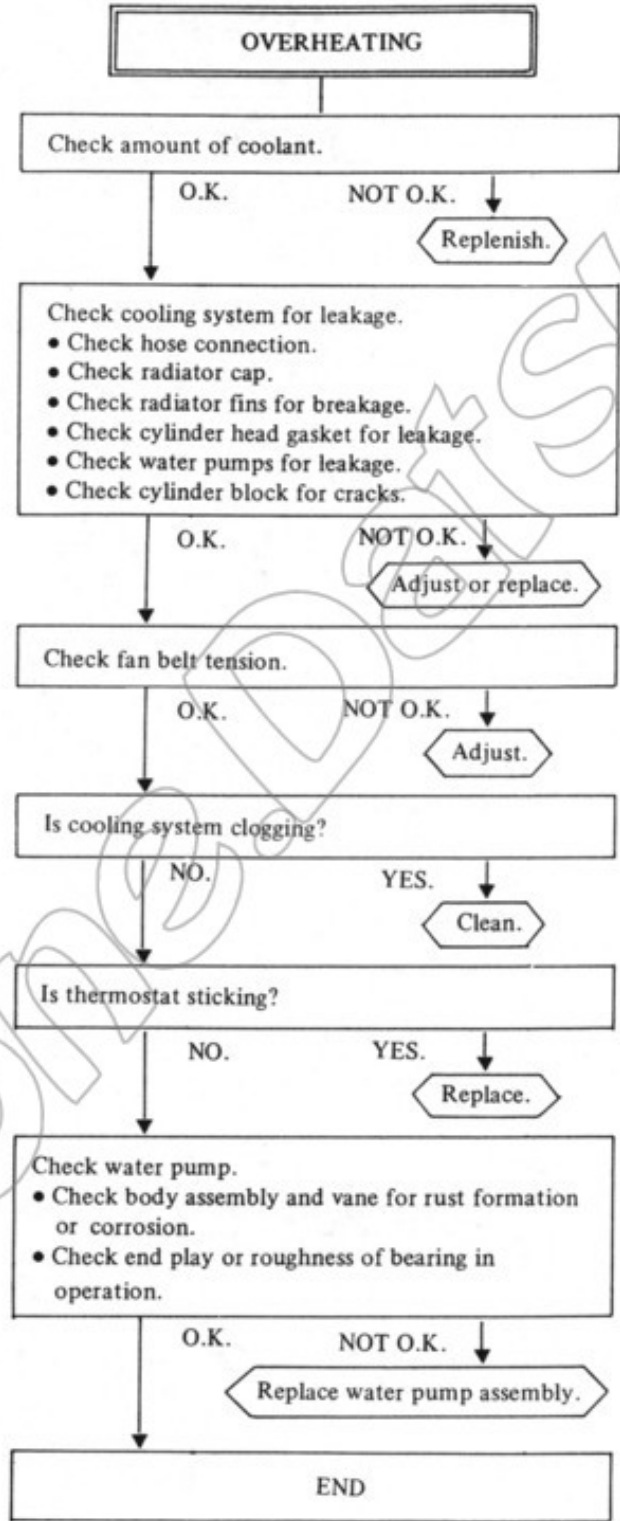 OVERHEATING
Check amount of coolant.
O.K. NOT O.K.
Replenish.
Check cooling system for leakage.
• Check hose connection.
• Check radiator cap.
• Check radiator fins for breakage.
• Check cylinder head gasket for leakage.
• Check water pumps for leakage.
• Check cylinder block for cracks.
O.K. NOT O.K.
Adjust or replace.
Check fan belt tension.
O.K. NOT O.K.
Adjust.
Is cooling system clogging?
NO. YES.
Clean.
Is thermostat sticking?
NO. YES.
Replace.
Check water pump.
• Check body assembly and vane for rust formation
or corrosion.
• Check end play or roughness of bearing in
operation.
O.K. NOT O.K.
Replace water pump assembly.
END